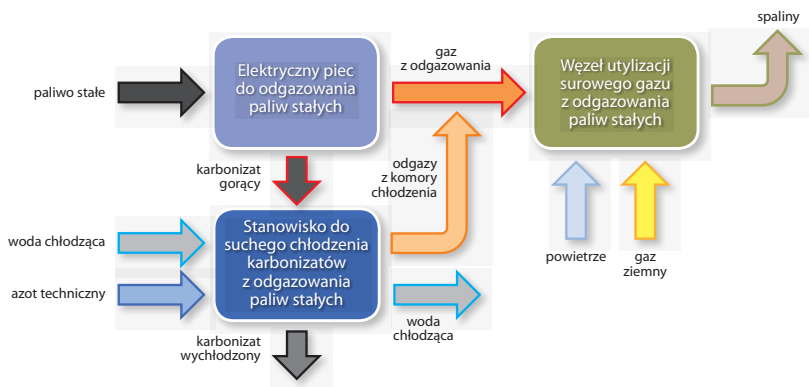 spaliny
paliwo stałe
Elektryczny piec
do odgazowania
paliw stałych
gaz
z odgazowania
Węzeł utylizacji
surowego gazu
z odgazowania
paliw stałych
karbonizat
gorący
odgazy
z komory
chłodzenia
powietrze
gaz
ziemny
woda chłodząca
azot techniczny
Stanowisko do
suchego chłodzenia
karbonizatów
z odgazowania
paliw stałych
woda
chłodząca
karbonizat
wychłodzony